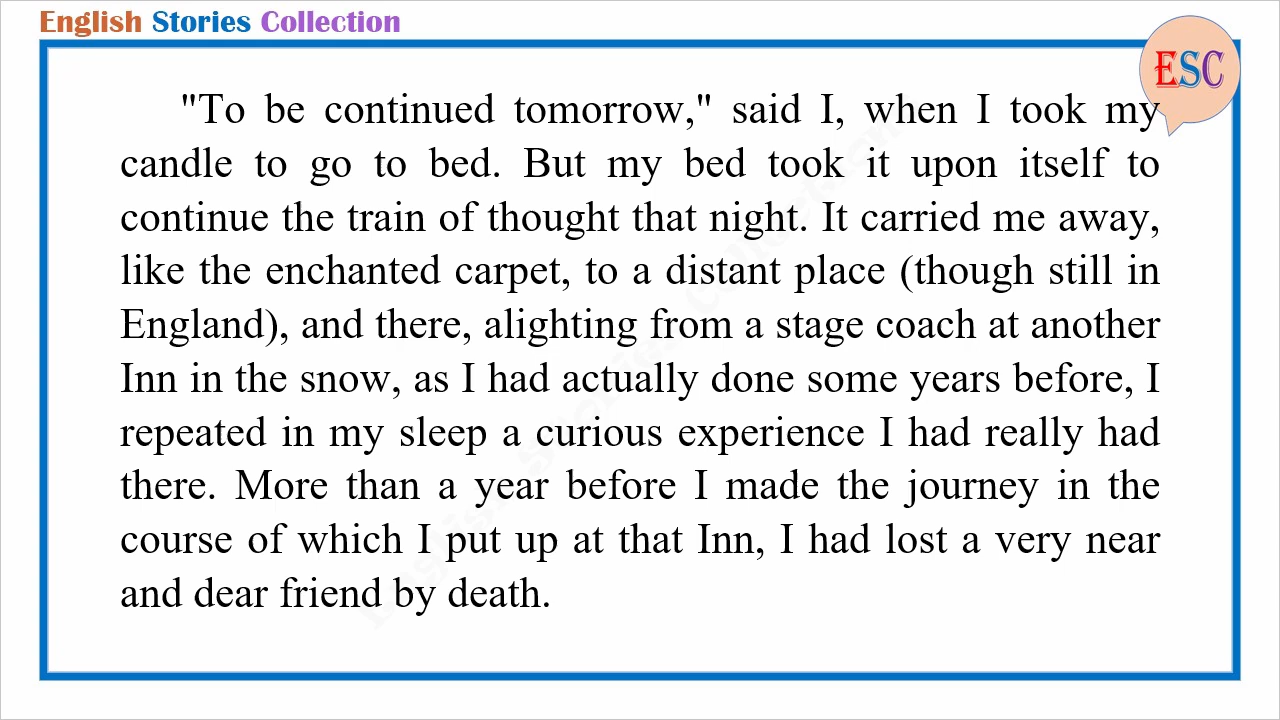 English Stories Collection
ESC
"To be continued tomorrow," said I, when I took my
candle to go to bed. But my bed took it upon itself to
continue the train of thought that night. It carried me away,
like the enchanted carpet, to a distant place (though still in
England), and there, alighting from a stage coach at another
Inn in the snow, as I had actually done some years before, I
repeated in my sleep a curious experience I had really had
there. More than a year before I made the journey in the
course of which I put up at that Inn, I had lost a very near
and dear friend by death.
English Stories Collection